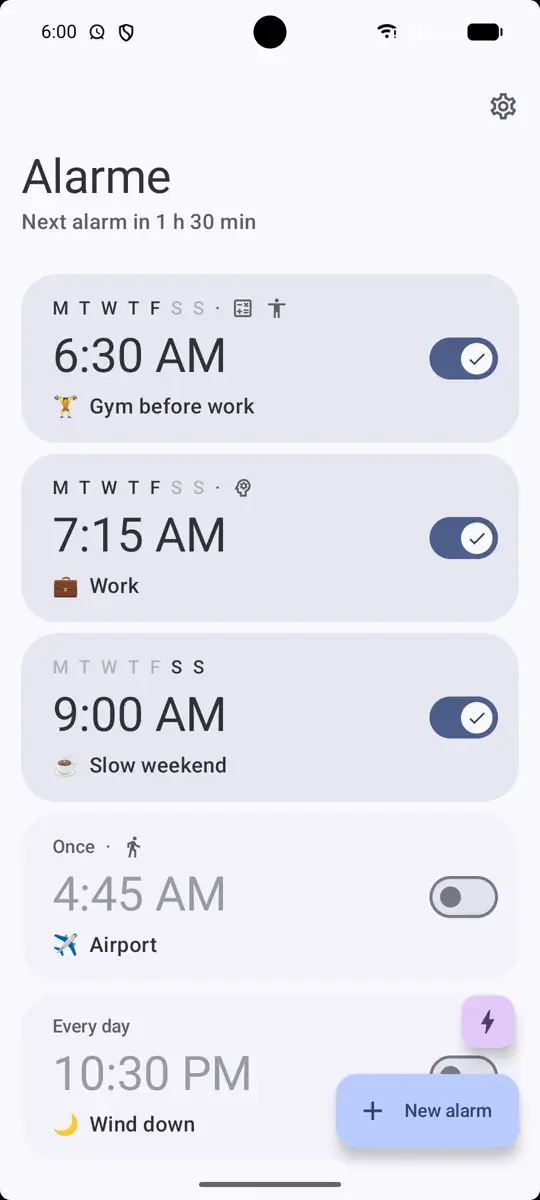 6:00
Alarme
Next alarm in 1 h 30 min
M T W T F S S ·
6:30 AM
🏋️ Gym before work
M T W T F S S ·
7:15 AM
💼 Work
M T W T F S S
9:00 AM
☕ Slow weekend
Once ·
4:45 AM
✈️ Airport
Every day
10:30 PM
🌙 Wind down
+ New alarm